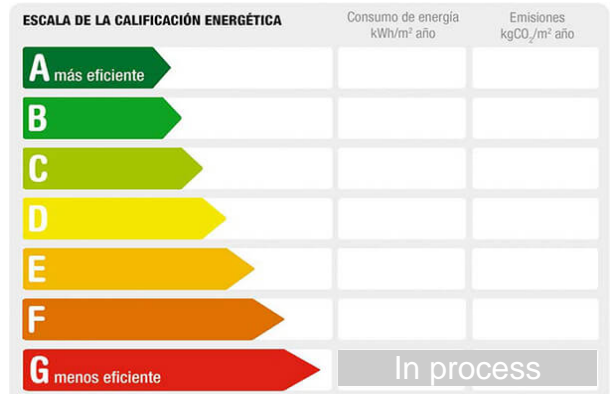 ESCALA DE LA CALIFICACIÓN ENERGÉTICA
Consumo de energía
kWh/m² año
Emisiones
kgCO₂/m² año
A más eficiente
B
C
D
E
F
G menos eficiente
In process